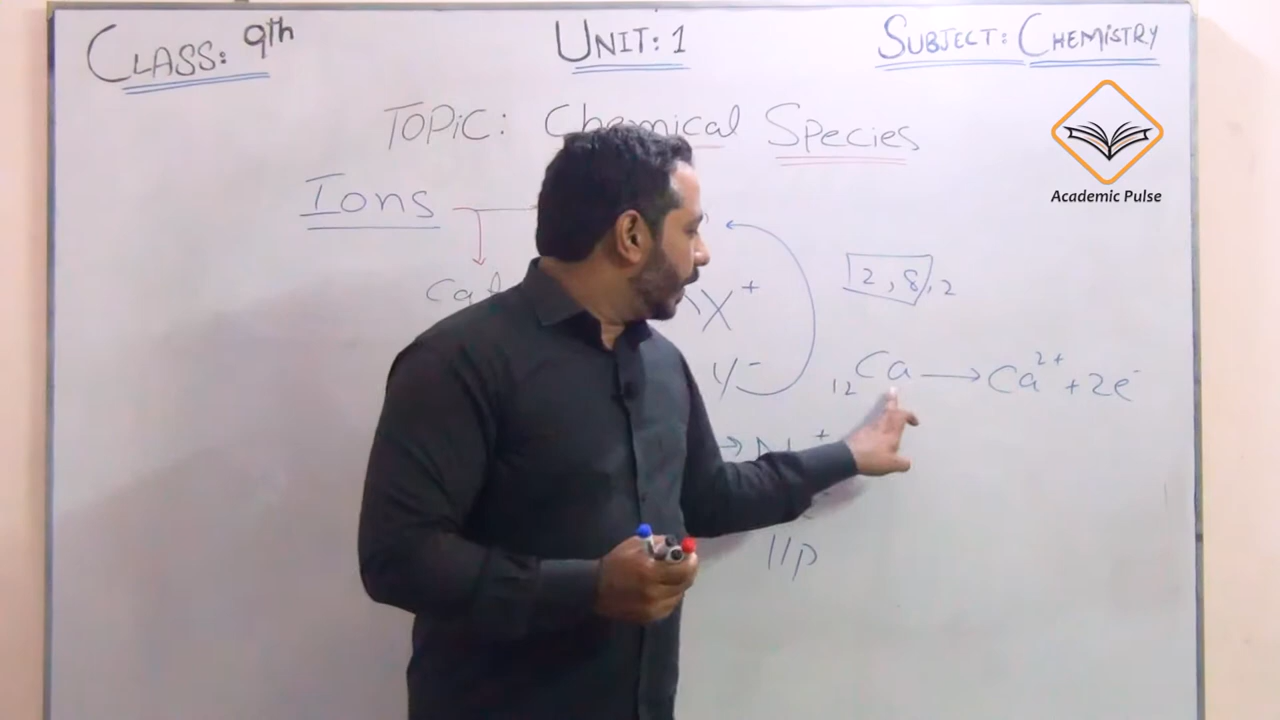 CLASS: 9th
UNIT: 1
SUBJECT: CHEMISTRY
TOPIC: Chemical Species
Academic Pulse
Ions
2, 8, 2
X⁺
Y⁻
₁₂Ca → Ca²⁺ + 2e⁻
11p